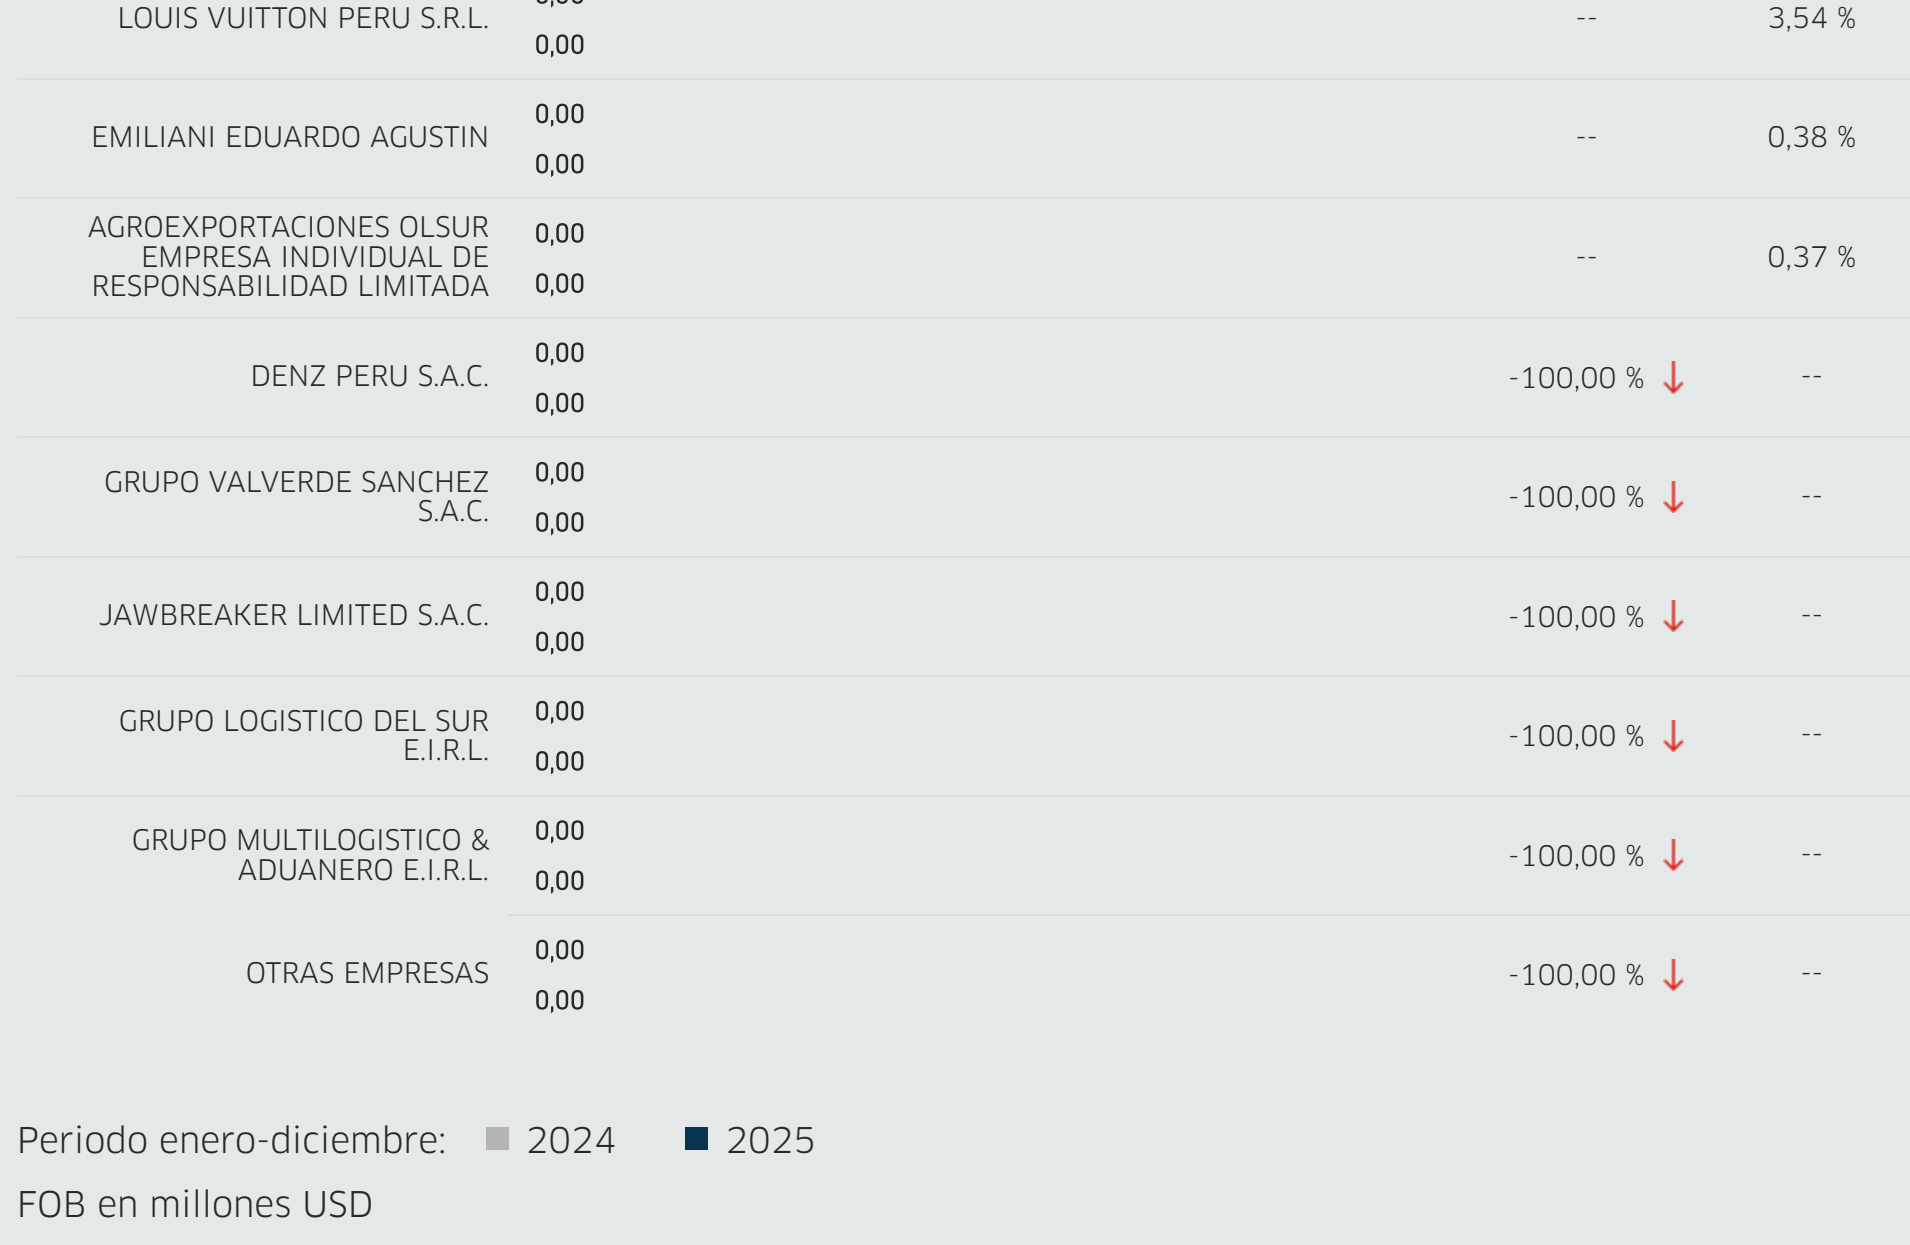 0,00
LOUIS VUITTON PERU S.R.L.
0,00
-- 3,54 %
0,00
EMILIANI EDUARDO AGUSTIN
0,00
-- 0,38 %
AGROEXPORTACIONES OLSUR
EMPRESA INDIVIDUAL DE
RESPONSABILIDAD LIMITADA
0,00
0,00
-- 0,37 %
DENZ PERU S.A.C.
0,00
0,00
-100,00 % ↓ --
GRUPO VALVERDE SANCHEZ
S.A.C.
0,00
0,00
-100,00 % ↓ --
JAWBREAKER LIMITED S.A.C.
0,00
0,00
-100,00 % ↓ --
GRUPO LOGISTICO DEL SUR
E.I.R.L.
0,00
0,00
-100,00 % ↓ --
GRUPO MULTILOGISTICO &
ADUANERO E.I.R.L.
0,00
0,00
-100,00 % ↓ --
OTRAS EMPRESAS
0,00
0,00
-100,00 % ↓ --
Periodo enero-diciembre: 2024 2025
FOB en millones USD